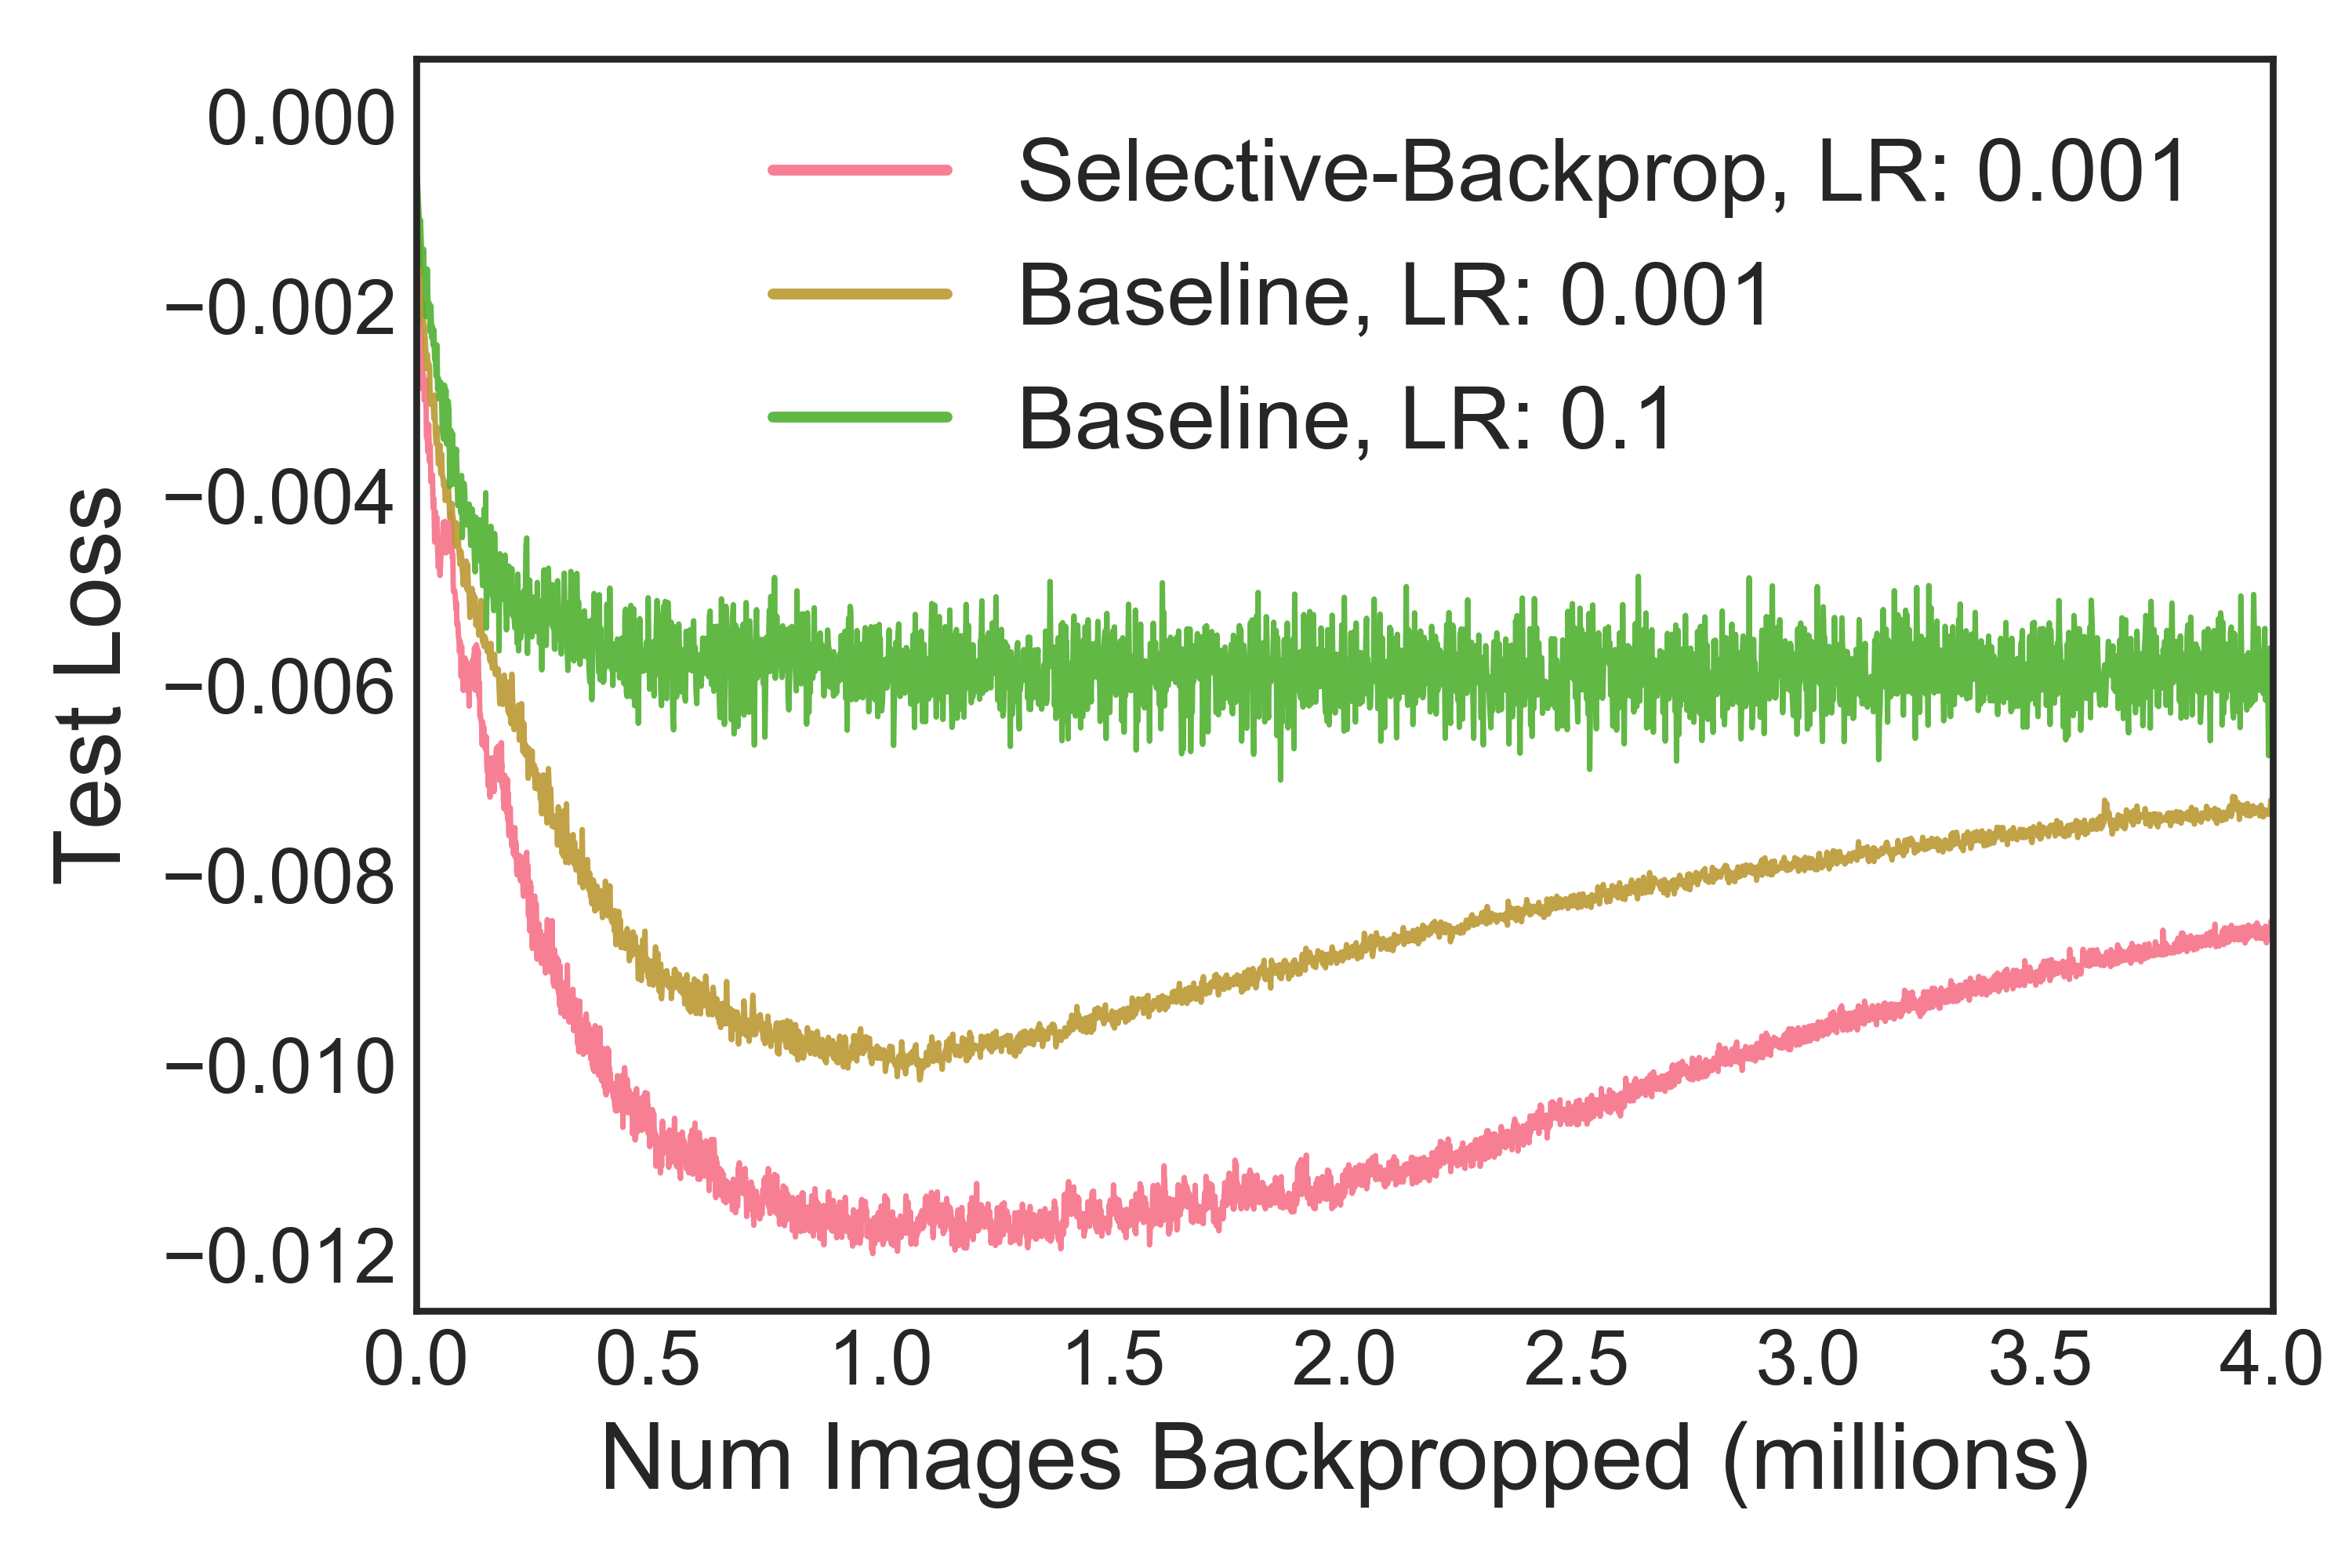 Selective-Backprop, LR: 0.001
Baseline, LR: 0.001
Baseline, LR: 0.1
Test Loss
0.000
−0.002
−0.004
−0.006
−0.008
−0.010
−0.012
0.0 0.5 1.0 1.5 2.0 2.5 3.0 3.5 4.0
Num Images Backpropped (millions)